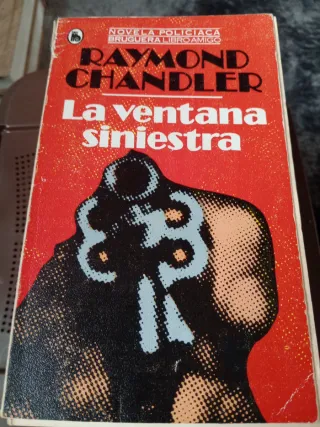 NOVELA POLICIACA
BRUGUERA LIBRO AMIGO
RAYMOND
CHANDLER
La ventana
siniestra